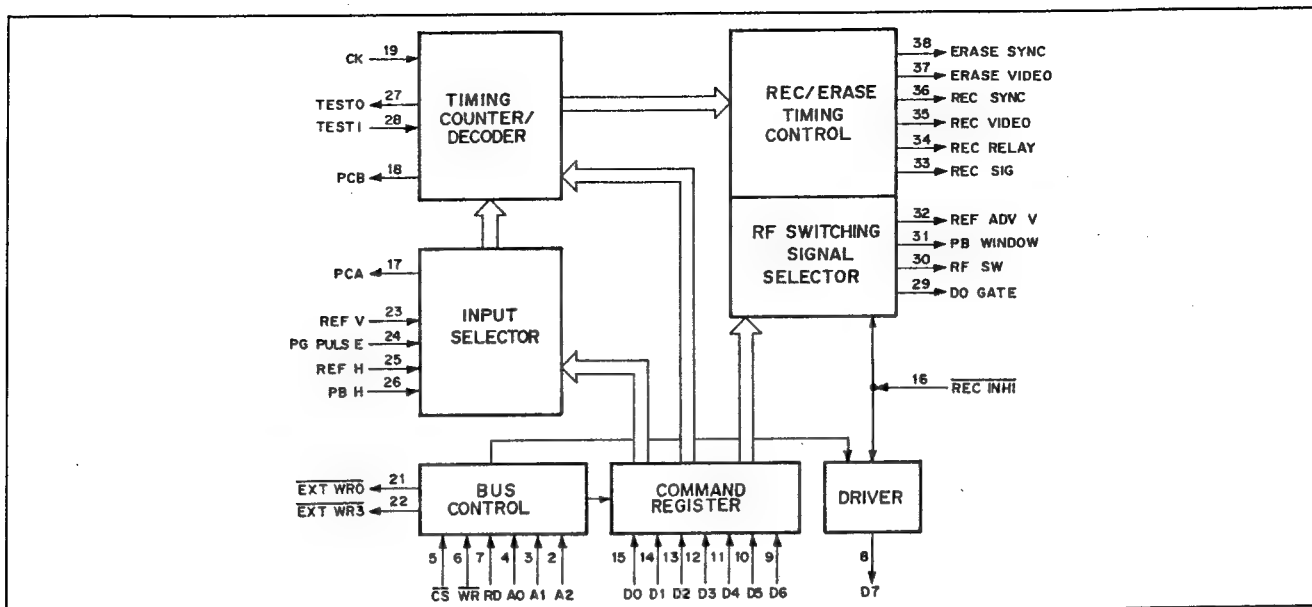 CK 19
TESTO 27
TEST1 28
PCB 18
TIMING
COUNTER/
DECODER
REC/ERASE
TIMING
CONTROL
38 ERASE SYNC
37 ERASE VIDEO
36 REC SYNC
35 REC VIDEO
34 REC RELAY
33 REC SIG
RF SWITCHING
SIGNAL
SELECTOR
32 REF ADV V
31 PB WINDOW
30 RF SW
29 DO GATE
PCA 17
REF V 23
PG PULSE 24
REF H 25
PB H 26
INPUT
SELECTOR
16 REC INHI
EXT WR0 21
EXT WR3 22
BUS
CONTROL
COMMAND
REGISTER
DRIVER
5 6 7 4 3 2
CS WR RD A0 A1 A2
15 14 13 12 11 10 9
D0 D1 D2 D3 D4 D5 D6
8
D7